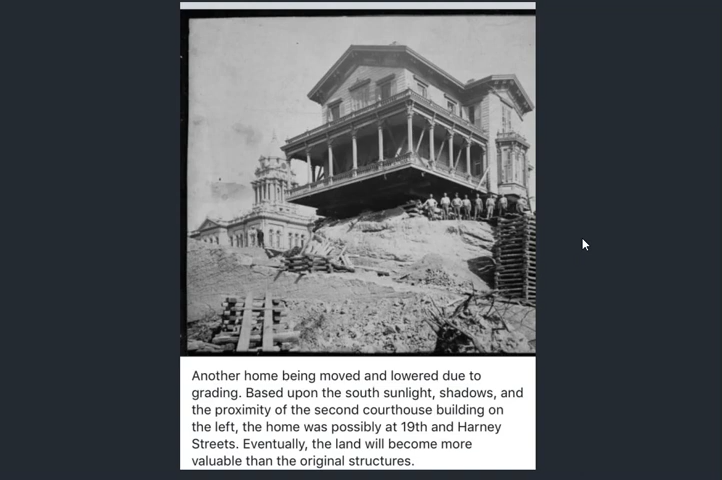 Another home being moved and lowered due to
grading. Based upon the south sunlight, shadows, and
the proximity of the second courthouse building on
the left, the home was possibly at 19th and Harney
Streets. Eventually, the land will become more
valuable than the original structures.